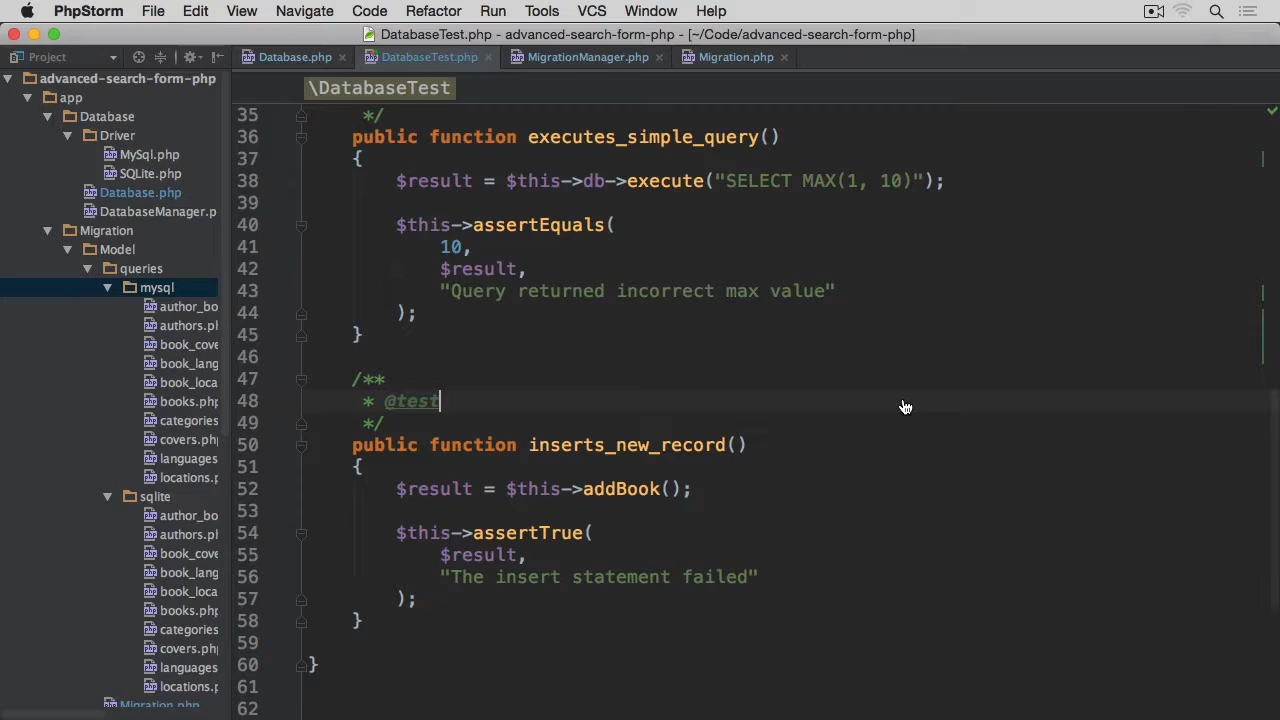 PhpStorm File Edit View Navigate Code Refactor Run Tools VCS Window Help
DatabaseTest.php - advanced-search-form-php - [~/Code/advanced-search-form-php]
Project
Database.php DatabaseTest.php MigrationManager.php Migration.php
advanced-search-form-php
app
Database
Driver
MySql.php
SQLite.php
Database.php
DatabaseManager.p
Migration
Model
queries
mysql
author_bo
authors.ph
book_cove
book_lang
book_loca
books.php
categories
covers.php
languages
locations.p
sqlite
author_bo
authors.ph
book_cove
book_lang
book_loca
books.php
categories
covers.php
languages
locations.p
Migration.php
\DatabaseTest
35 */
36 public function executes_simple_query()
37 {
38 $result = $this->db->execute("SELECT MAX(1, 10)");
39
40 $this->assertEquals(
41 10,
42 $result,
43 "Query returned incorrect max value"
44 );
45 }
46
47 /**
48 * @test
49 */
50 public function inserts_new_record()
51 {
52 $result = $this->addBook();
53
54 $this->assertTrue(
55 $result,
56 "The insert statement failed"
57 );
58 }
59
60 }
61
62